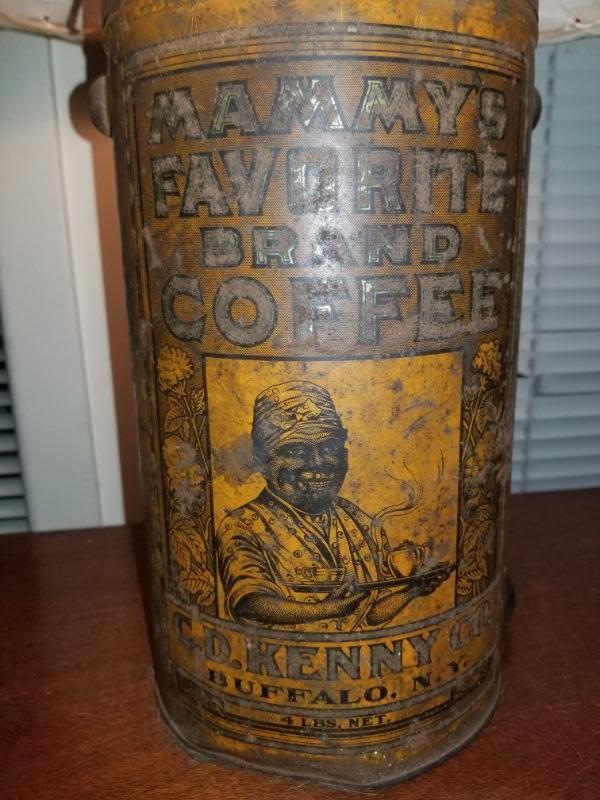 MAMMY'S
FAVORITE
BRAND
COFFEE
C.D. KENNY CO.
BUFFALO, N.Y.
4 LBS. NET.